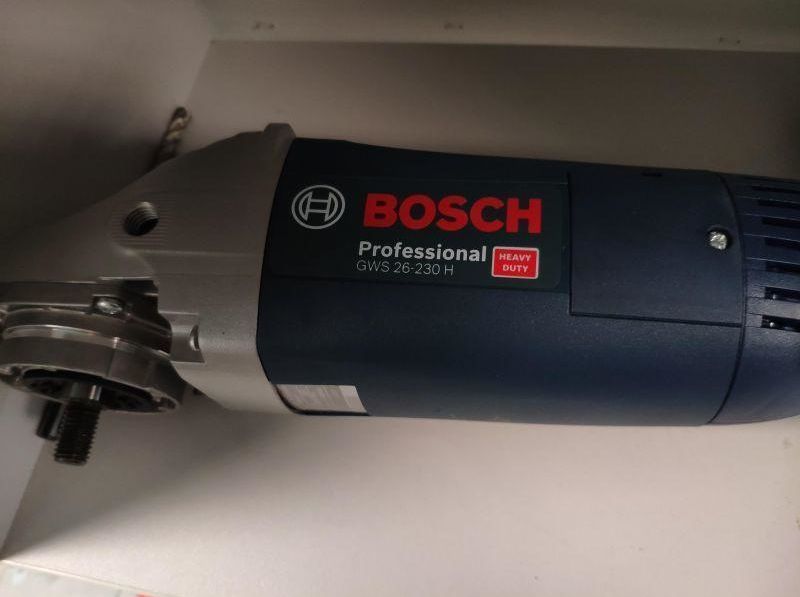 BOSCH
Professional
HEAVY
DUTY
GWS 26-230 H